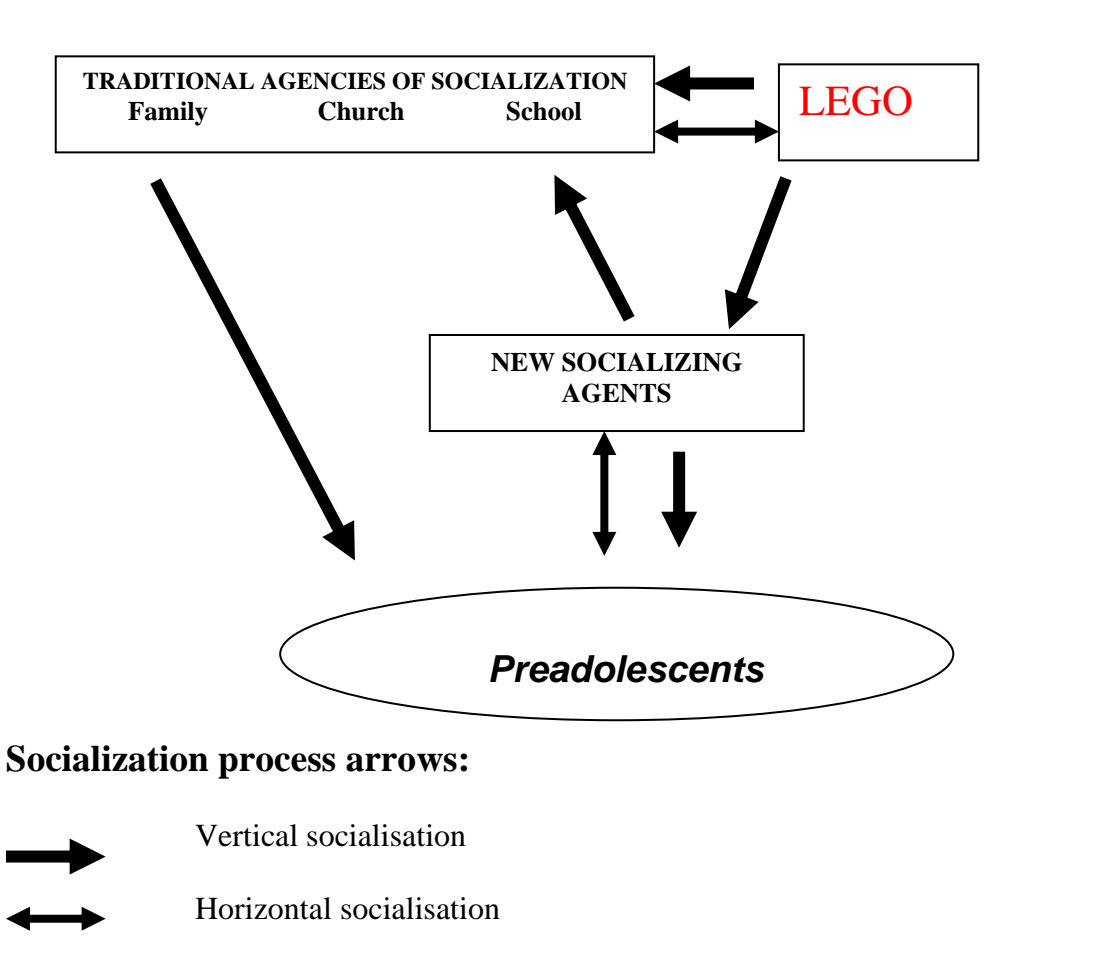 TRADITIONAL AGENCIES OF SOCIALIZATION
Family Church School
LEGO
NEW SOCIALIZING
AGENTS
Preadolescents
Socialization process arrows:
Vertical socialisation
Horizontal socialisation